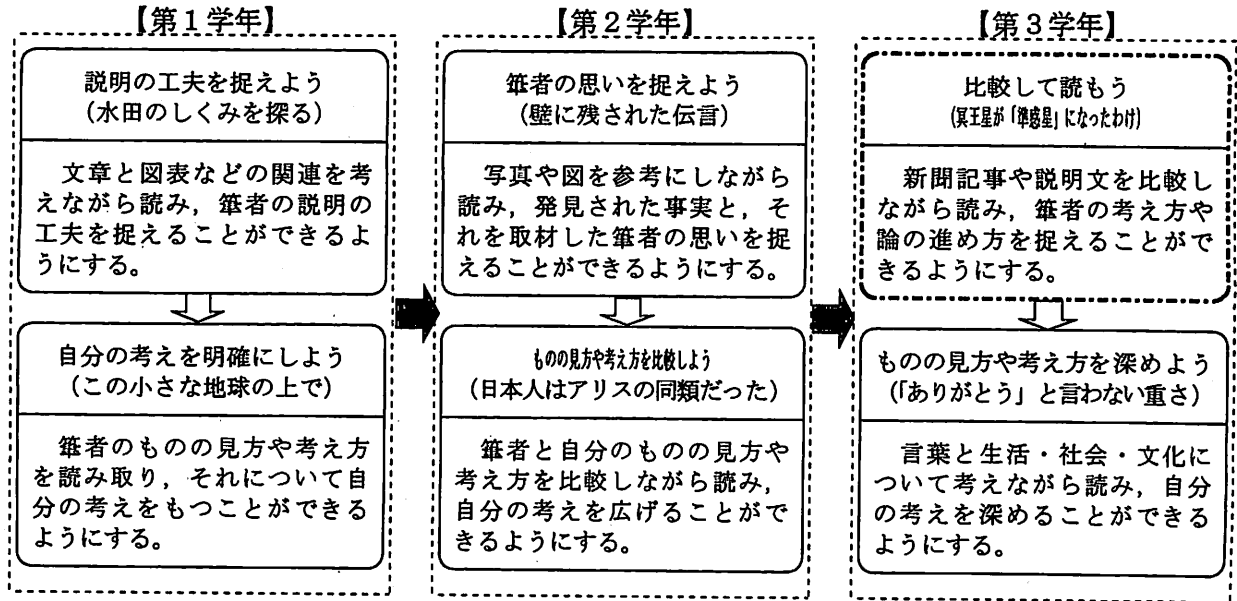 【第1学年】
説明の工夫を捉えよう
(水田のしくみを探る)
文章と図表などの関連を考
えながら読み，筆者の説明の
工夫を捉えることができるよ
うにする。
自分の考えを明確にしよう
(この小さな地球の上で)
筆者のものの見方や考え方
を読み取り，それについて自
分の考えをもつことができる
ようにする。
【第2学年】
筆者の思いを捉えよう
(壁に残された伝言)
写真や図を参考にしながら
読み，発見された事実と，そ
れを取材した筆者の思いを捉
えることができるようにする。
ものの見方や考え方を比較しよう
(日本人はアリスの同類だった)
筆者と自分のものの見方や
考え方を比較しながら読み，
自分の考えを広げることがで
きるようにする。
【第3学年】
比較して読もう
(冥王星が「準惑星」になったわけ)
新聞記事や説明文を比較し
ながら読み，筆者の考え方や
論の進め方を捉えることがで
きるようにする。
ものの見方や考え方を深めよう
(「ありがとう」と言わない重さ)
言葉と生活・社会・文化に
ついて考えながら読み，自分
の考えを深めることができる
ようにする。